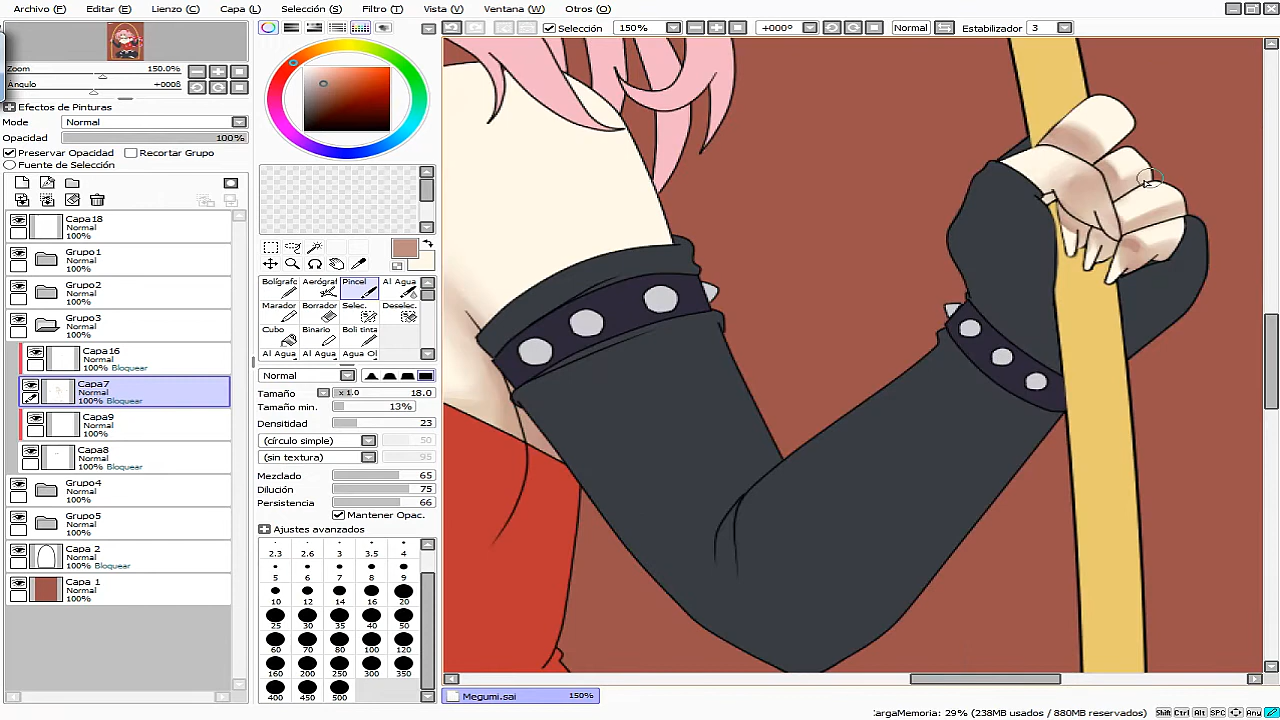 Archivo (F) Editar (E) Lienzo (C) Capa (L) Selección (S) Filtro (T) Vista (V) Ventana (W) Otros (O)
Selección 150% +000º Normal Estabilizador 3
Zoom 150.0%
Ángulo +000ß
Efectos de Pinturas
Mode Normal
Opacidad 100%
Preservar Opacidad Recortar Grupo
Fuente de Selección
Capa18
Normal
100%
Grupo1
Normal
100%
Grupo2
Normal
100%
Grupo3
Normal
100%
Capa16
Normal
100% Bloquear
Capa7
Normal
100% Bloquear
Capa9
Normal
100%
Capa8
Normal
100% Bloquear
Grupo4
Normal
100%
Grupo5
Normal
100%
Capa 2
Normal
100% Bloquear
Capa 1
Normal
100%
Bolígrafo Aerógrafo Pincel Al Agua
Marador Borrador Selec. Deselec.
Cubo Binario Boli tinta
Al Agua Al Agua Agua Ol
Normal
Tamaño x 1.0 18.0
Tamaño min. 13%
Densitidad 23
(círculo simple) 50
(sin textura) 95
Mezclado 65
Dilución 75
Persistencia 66
Mantener Opac.
Ajustes avanzados
2.3 2.6 3 3.5 4
5 6 7 8 9
10 12 14 16 20
25 30 35 40 50
60 70 80 100 120
160 200 250 300 350
400 450 500
Megumi.sai 150%
CargaMemoria: 29% (238MB usados / 880MB reservados) Shift Ctrl Alt SPC Any